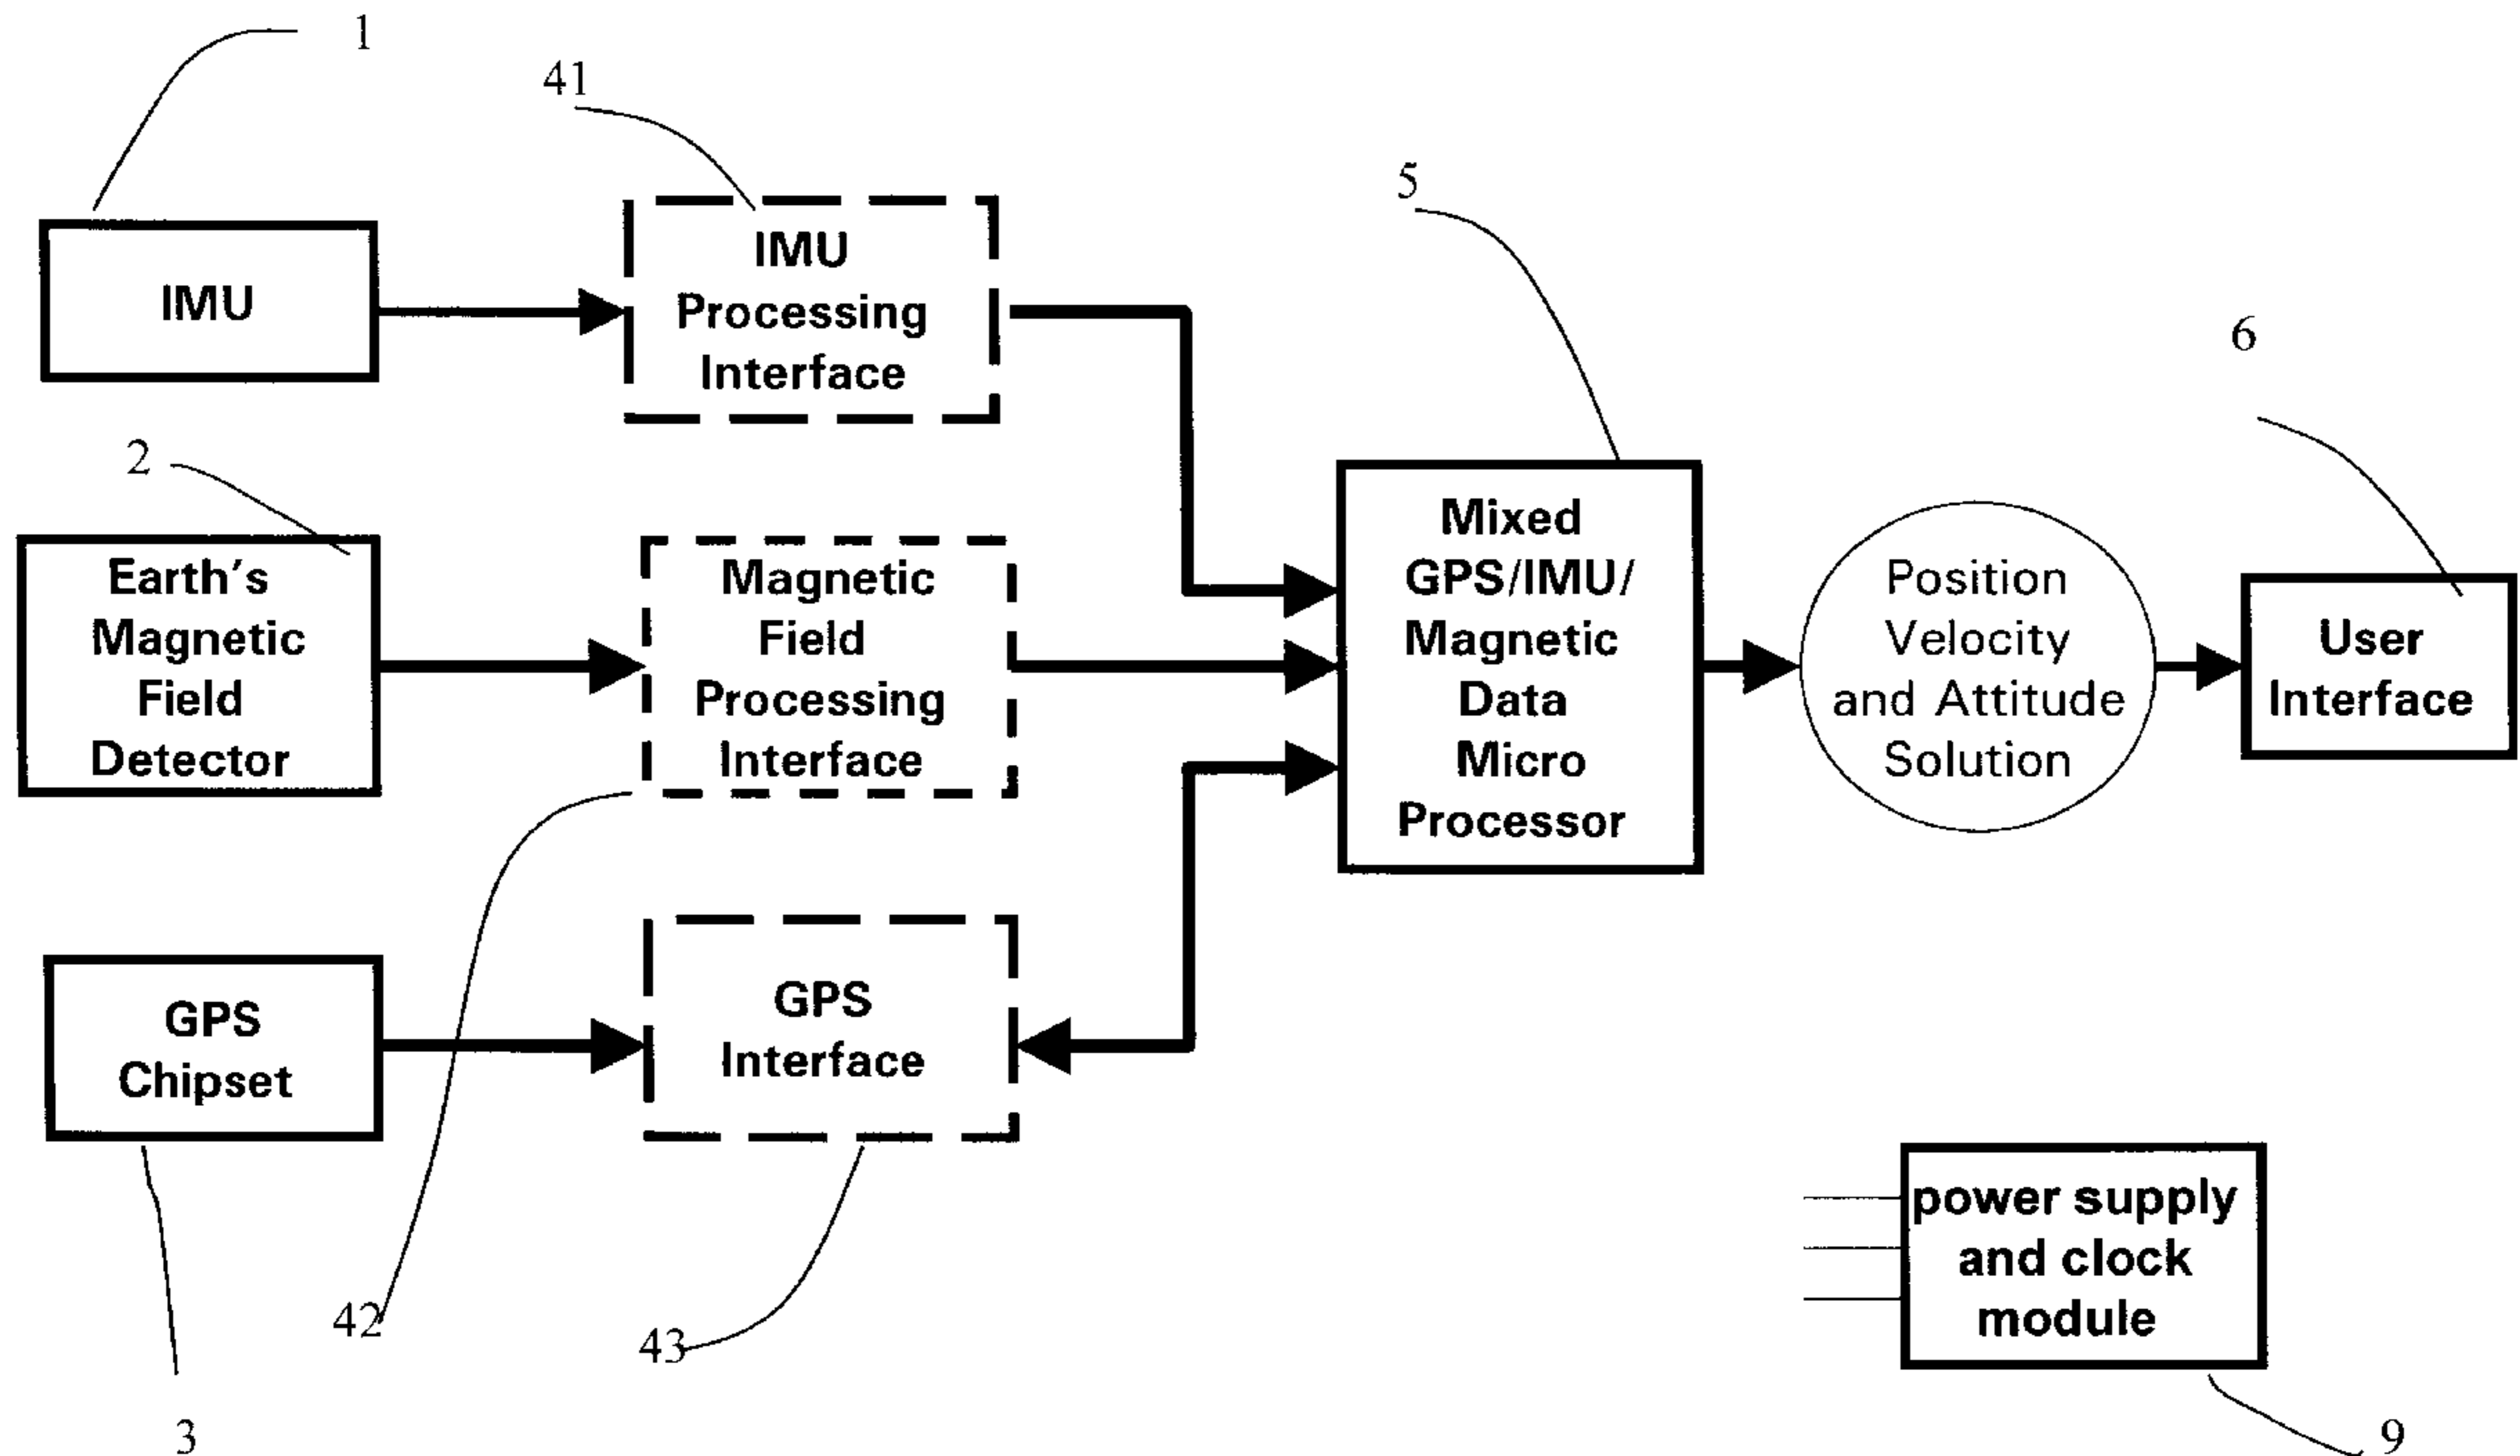 1
41
IMU
IMU
Processing
Interface
5
6
2
Earth's
Magnetic
Field
Detector
Magnetic
Field
Processing
Interface
Mixed
GPS/IMU/
Magnetic
Data
Micro
Processor
Position
Velocity
and Attitude
Solution
User
Interface
GPS
Chipset
GPS
Interface
power supply
and clock
module
42
43
3
9